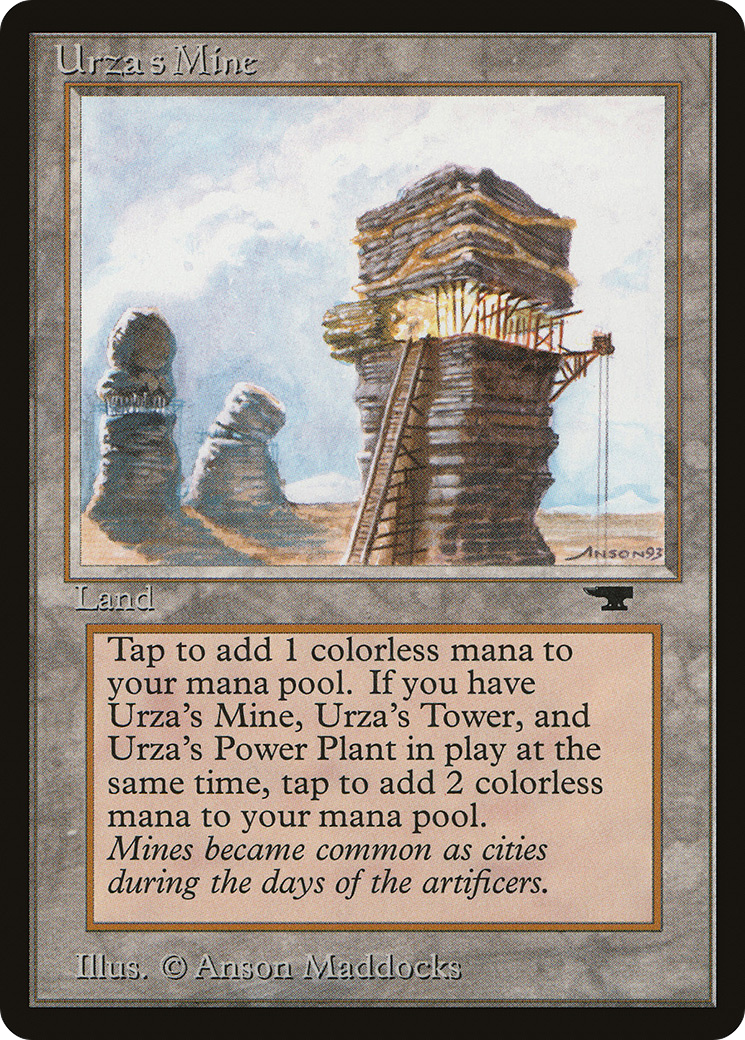 Urza's Mine
ANSON93
Land
Tap to add 1 colorless mana to
your mana pool. If you have
Urza's Mine, Urza's Tower, and
Urza's Power Plant in play at the
same time, tap to add 2 colorless
mana to your mana pool.
Mines became common as cities
during the days of the artificers.
Illus. © Anson Maddocks